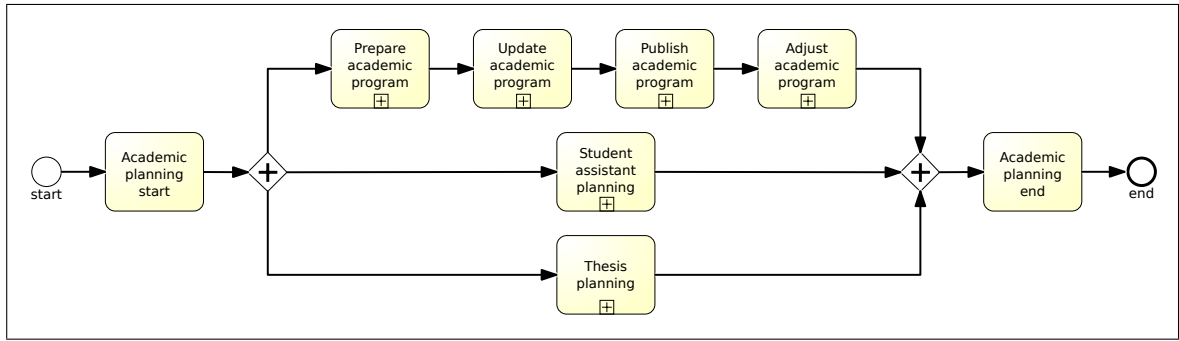 Prepare
academic
program
Update
academic
program
Publish
academic
program
Adjust
academic
program
start
Academic
planning
start
Student
assistant
planning
Academic
planning
end
end
Thesis
planning